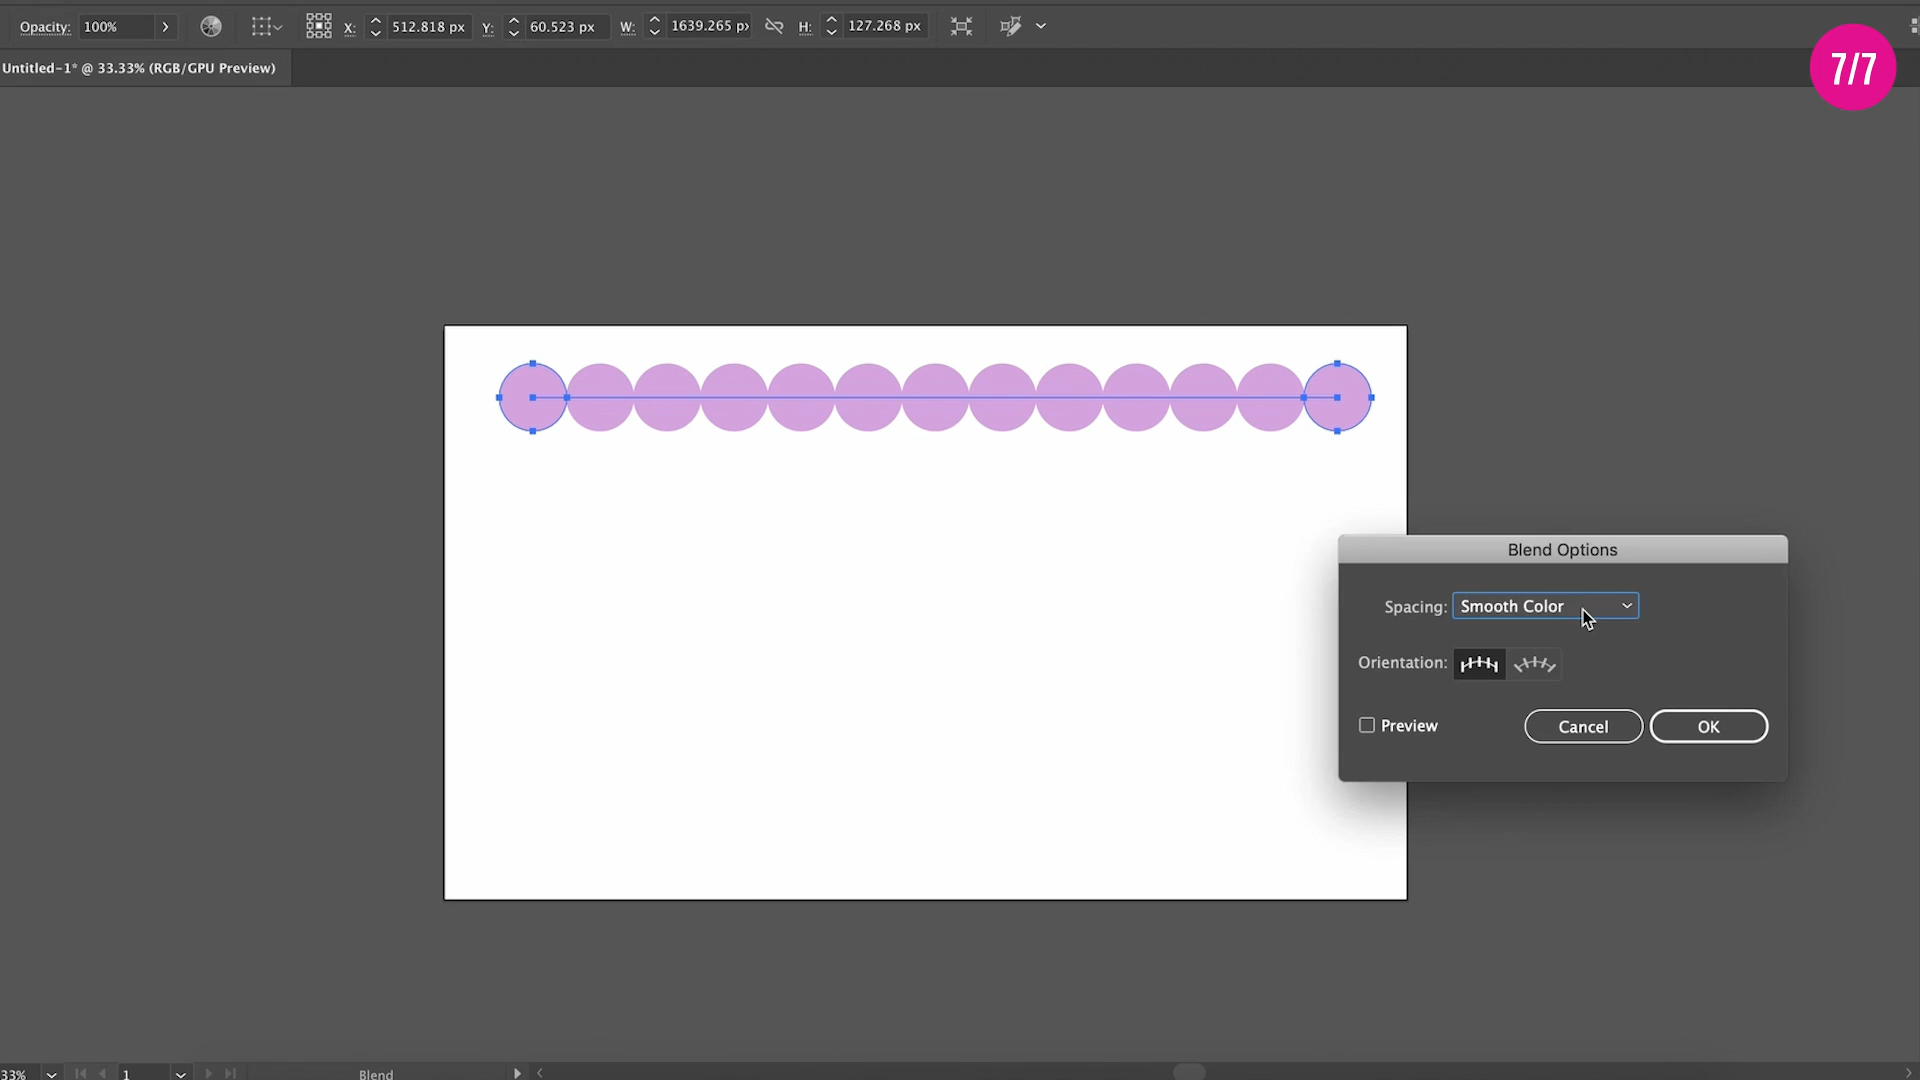 Opacity: 100% X: 512.818 px Y: 60.523 px W: 1639.265 p H: 127.268 px
Untitled-1* @ 33.33% (RGB/GPU Preview)
7/7
Blend Options
Spacing: Smooth Color
Orientation:
Preview Cancel OK
33% 1 Blend